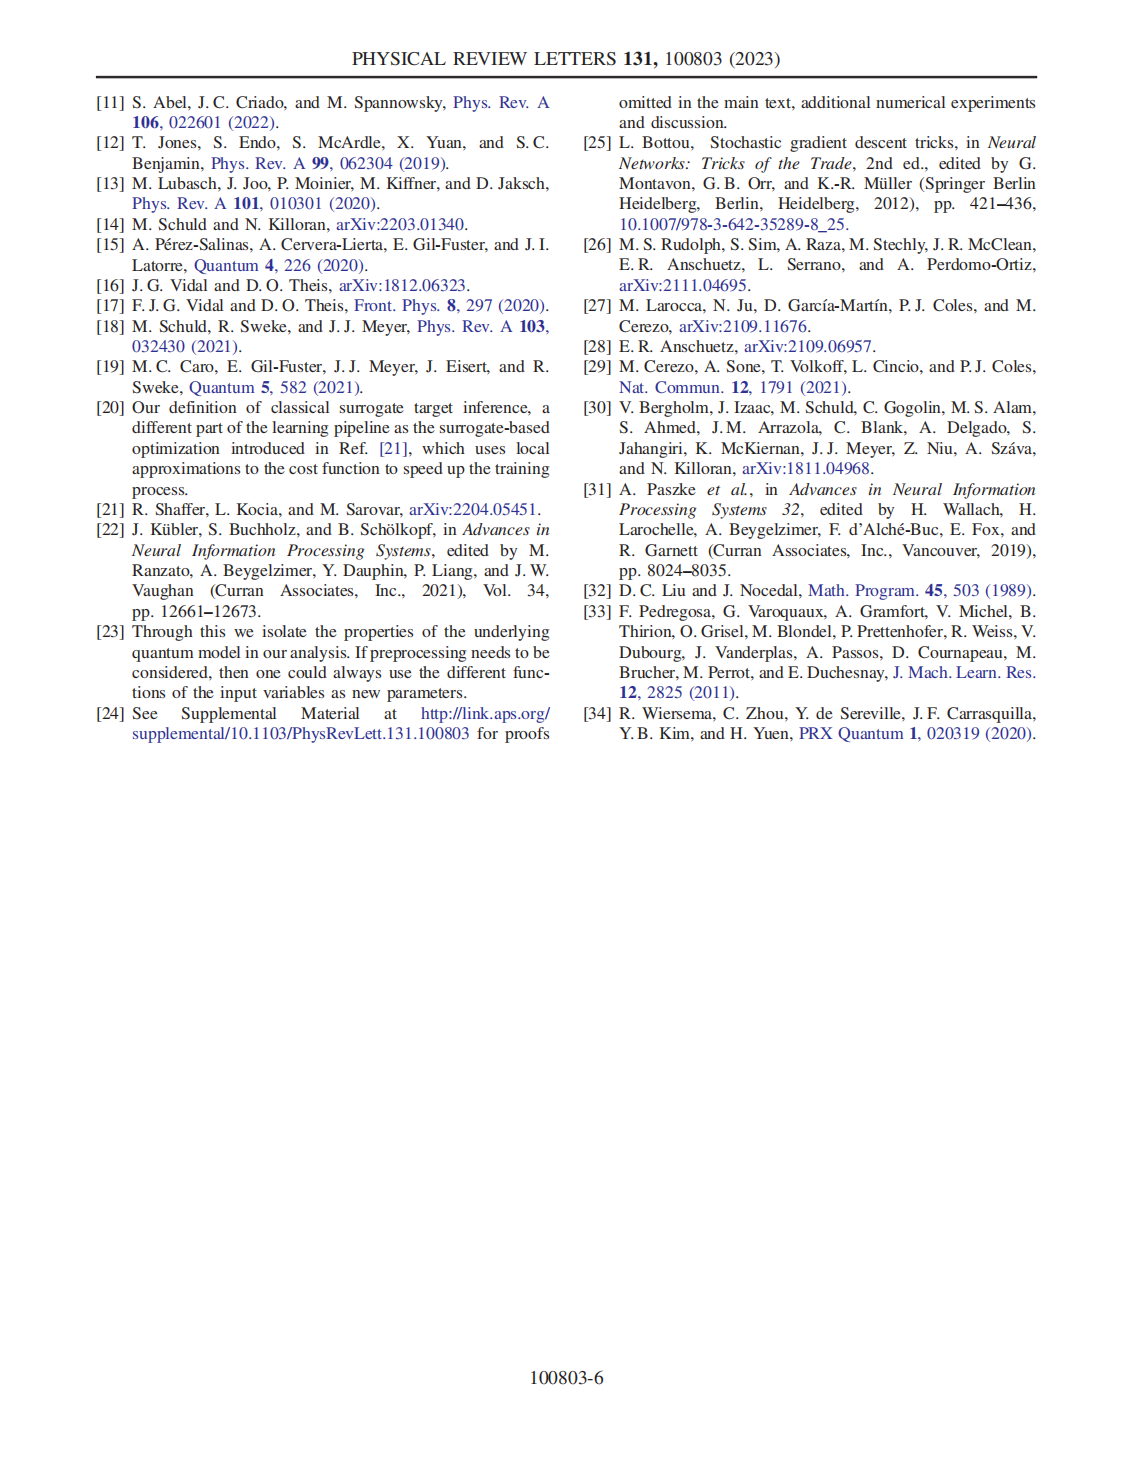 PHYSICAL REVIEW LETTERS 131, 100803 (2023)
[11] S. Abel, J. C. Criado, and M. Spannowsky, Phys. Rev. A
106, 022601 (2022).
[12] T. Jones, S. Endo, S. McArdle, X. Yuan, and S. C.
Benjamin, Phys. Rev. A 99, 062304 (2019).
[13] M. Lubasch, J. Joo, P. Moinier, M. Kiffner, and D. Jaksch,
Phys. Rev. A 101, 010301 (2020).
[14] M. Schuld and N. Killoran, arXiv:2203.01340.
[15] A. Pérez-Salinas, A. Cervera-Lierta, E. Gil-Fuster, and J. I.
Latorre, Quantum 4, 226 (2020).
[16] J. G. Vidal and D. O. Theis, arXiv:1812.06323.
[17] F. J. G. Vidal and D. O. Theis, Front. Phys. 8, 297 (2020).
[18] M. Schuld, R. Sweke, and J. J. Meyer, Phys. Rev. A 103,
032430 (2021).
[19] M. C. Caro, E. Gil-Fuster, J. J. Meyer, J. Eisert, and R.
Sweke, Quantum 5, 582 (2021).
[20] Our definition of classical surrogate target inference, a
different part of the learning pipeline as the surrogate-based
optimization introduced in Ref. [21], which uses local
approximations to the cost function to speed up the training
process.
[21] R. Shaffer, L. Kocia, and M. Sarovar, arXiv:2204.05451.
[22] J. Kübler, S. Buchholz, and B. Schölkopf, in Advances in
Neural Information Processing Systems, edited by M.
Ranzato, A. Beygelzimer, Y. Dauphin, P. Liang, and J. W.
Vaughan (Curran Associates, Inc., 2021), Vol. 34,
pp. 12661–12673.
[23] Through this we isolate the properties of the underlying
quantum model in our analysis. If preprocessing needs to be
considered, then one could always use the different func-
tions of the input variables as new parameters.
[24] See Supplemental Material at http://link.aps.org/
supplemental/10.1103/PhysRevLett.131.100803 for proofs
omitted in the main text, additional numerical experiments
and discussion.
[25] L. Bottou, Stochastic gradient descent tricks, in Neural
Networks: Tricks of the Trade, 2nd ed., edited by G.
Montavon, G. B. Orr, and K.-R. Müller (Springer Berlin
Heidelberg, Berlin, Heidelberg, 2012), pp. 421–436,
10.1007/978-3-642-35289-8_25.
[26] M. S. Rudolph, S. Sim, A. Raza, M. Stechly, J. R. McClean,
E. R. Anschuetz, L. Serrano, and A. Perdomo-Ortiz,
arXiv:2111.04695.
[27] M. Larocca, N. Ju, D. García-Martín, P. J. Coles, and M.
Cerezo, arXiv:2109.11676.
[28] E. R. Anschuetz, arXiv:2109.06957.
[29] M. Cerezo, A. Sone, T. Volkoff, L. Cincio, and P. J. Coles,
Nat. Commun. 12, 1791 (2021).
[30] V. Bergholm, J. Izaac, M. Schuld, C. Gogolin, M. S. Alam,
S. Ahmed, J. M. Arrazola, C. Blank, A. Delgado, S.
Jahangiri, K. McKiernan, J. J. Meyer, Z. Niu, A. Száva,
and N. Killoran, arXiv:1811.04968.
[31] A. Paszke et al., in Advances in Neural Information
Processing Systems 32, edited by H. Wallach, H.
Larochelle, A. Beygelzimer, F. d'Alché-Buc, E. Fox, and
R. Garnett (Curran Associates, Inc., Vancouver, 2019),
pp. 8024–8035.
[32] D. C. Liu and J. Nocedal, Math. Program. 45, 503 (1989).
[33] F. Pedregosa, G. Varoquaux, A. Gramfort, V. Michel, B.
Thirion, O. Grisel, M. Blondel, P. Prettenhofer, R. Weiss, V.
Dubourg, J. Vanderplas, A. Passos, D. Cournapeau, M.
Brucher, M. Perrot, and E. Duchesnay, J. Mach. Learn. Res.
12, 2825 (2011).
[34] R. Wiersema, C. Zhou, Y. de Sereville, J. F. Carrasquilla,
Y. B. Kim, and H. Yuen, PRX Quantum 1, 020319 (2020).
100803-6